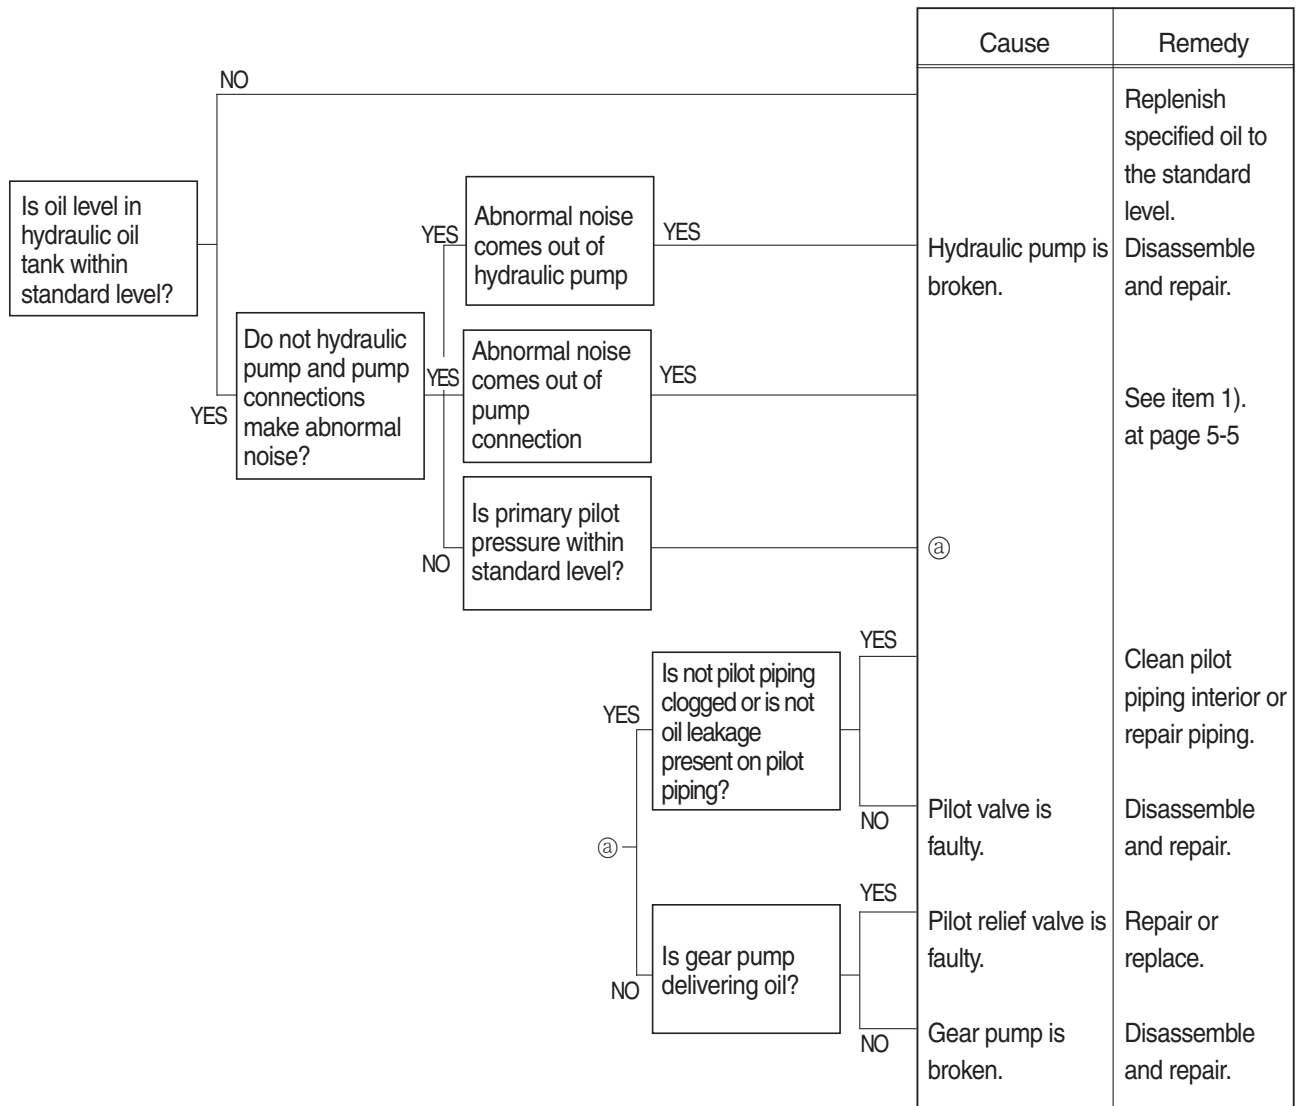 Cause Remedy
NO
Replenish
specified oil to
the standard
level.
Is oil level in
hydraulic oil
tank within
standard level?
YES
Abnormal noise
comes out of
hydraulic pump
YES
Hydraulic pump is
broken.
Disassemble
and repair.
YES
Do not hydraulic
pump and pump
connections
make abnormal
noise?
YES
Abnormal noise
comes out of
pump
connection
YES
See item 1).
at page 5-5
NO
Is primary pilot
pressure within
standard level?
ⓐ
ⓐ
YES
Is not pilot piping
clogged or is not
oil leakage
present on pilot
piping?
YES
Clean pilot
piping interior or
repair piping.
NO
Pilot valve is
faulty.
Disassemble
and repair.
NO
Is gear pump
delivering oil?
YES
Pilot relief valve is
faulty.
Repair or
replace.
NO
Gear pump is
broken.
Disassemble
and repair.